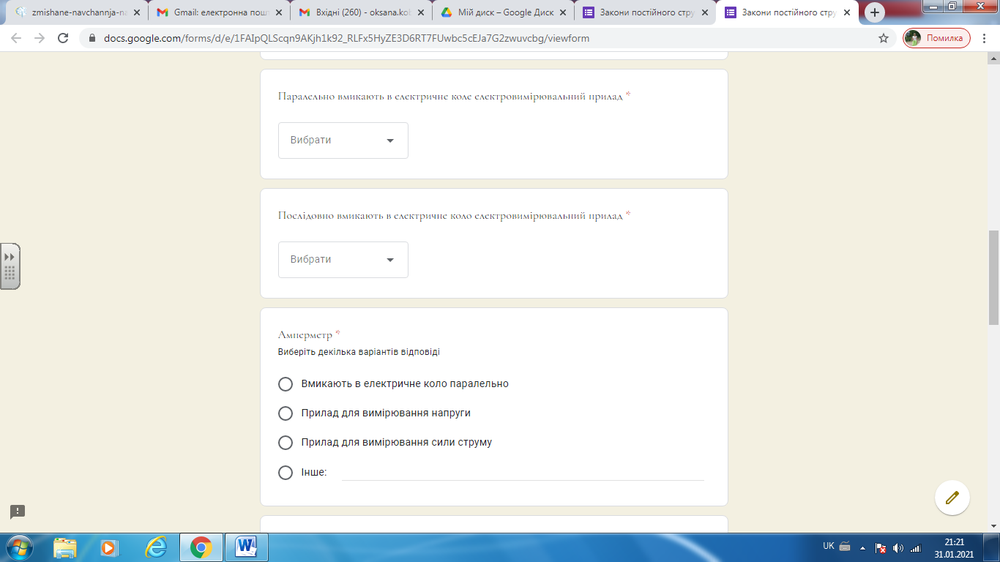 zmishane-navchannja-na
Gmail: електронна пошт
Вхідні (260) - oksana.kob
Мій диск – Google Диск
Закони постійного стру
Закони постійного стру
docs.google.com/forms/d/e/1FAIpQLScqn9AKjh1k92_RLFx5HyZE3D6RT7FUwbc5cEJa7G2zwuvcbg/viewform
Помилка
Паралельно вмикають в електричне коле електровимірювальний прилад *
Вибрати
Послідовно вмикають в електричне коло електровимірювальний прилад *
Вибрати
Амперметр *
Виберіть декілька варіантів відповіді
Вмикають в електричне коло паралельно
Прилад для вимірювання напруги
Прилад для вимірювання сили струму
Інше:
UK
21:21
31.01.2021